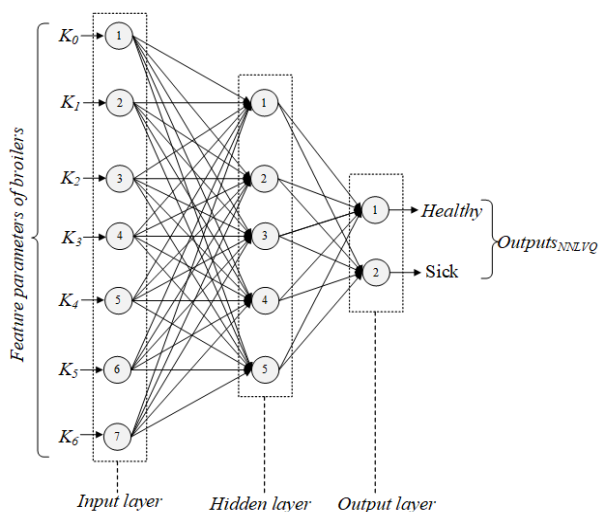 Feature parameters of broilers
K0
K1
K2
K3
K4
K5
K6
1
2
3
4
5
6
7
1
2
3
4
5
1
2
Healthy
Sick
OutputsNNLVQ
Input layer
Hidden layer
Output layer